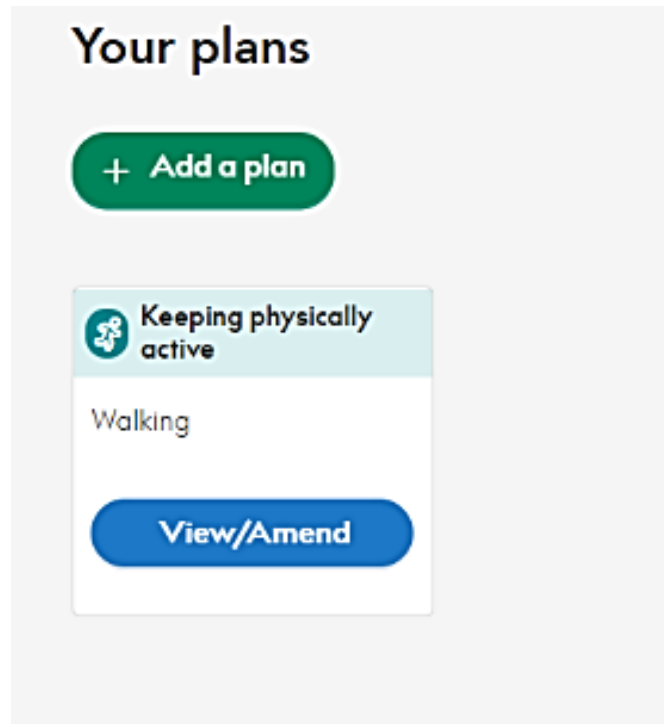 Your plans
+ Add a plan
Keeping physically
active
Walking
View/Amend